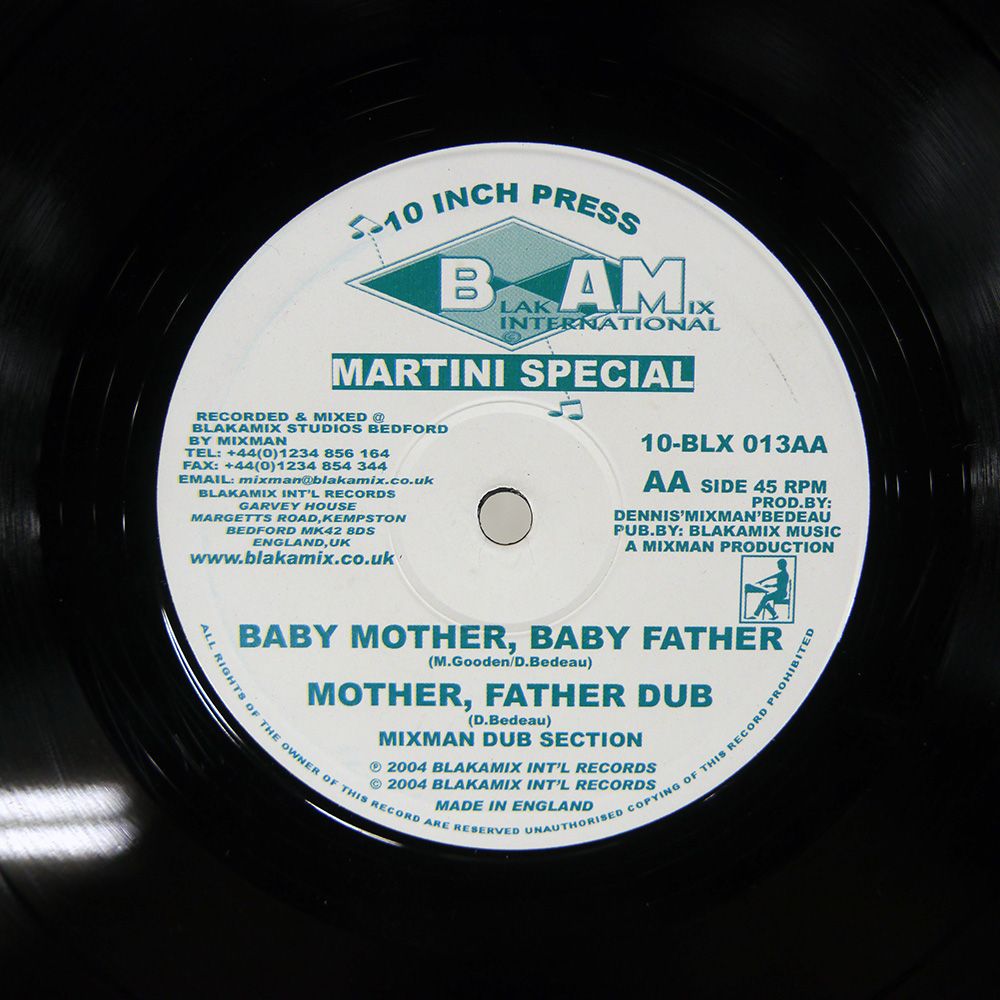 10 INCH PRESS
BLAKAMIX
INTERNATIONAL
©
MARTINI SPECIAL
RECORDED & MIXED @
BLAKAMIX STUDIOS BEDFORD
BY MIXMAN
TEL: +44(0)1234 856 164
FAX: +44(0)1234 854 344
EMAIL: mixman@blakamix.co.uk
BLAKAMIX INT'L RECORDS
GARVEY HOUSE
MARGETTS ROAD,KEMPSTON
BEDFORD MK42 8DS
ENGLAND,UK
www.blakamix.co.uk
10-BLX 013AA
AA SIDE 45 RPM
PROD.BY:
DENNIS'MIXMAN'BEDEAU
PUB.BY: BLAKAMIX MUSIC
A MIXMAN PRODUCTION
BABY MOTHER, BABY FATHER
(M.Gooden/D.Bedeau)
MOTHER, FATHER DUB
(D.Bedeau)
MIXMAN DUB SECTION
℗ 2004 BLAKAMIX INT'L RECORDS
© 2004 BLAKAMIX INT'L RECORDS
MADE IN ENGLAND
ALL RIGHTS OF THE OWNER OF THIS RECORD ARE RESERVED UNAUTHORISED COPYING OF THIS RECORD PROHIBITED